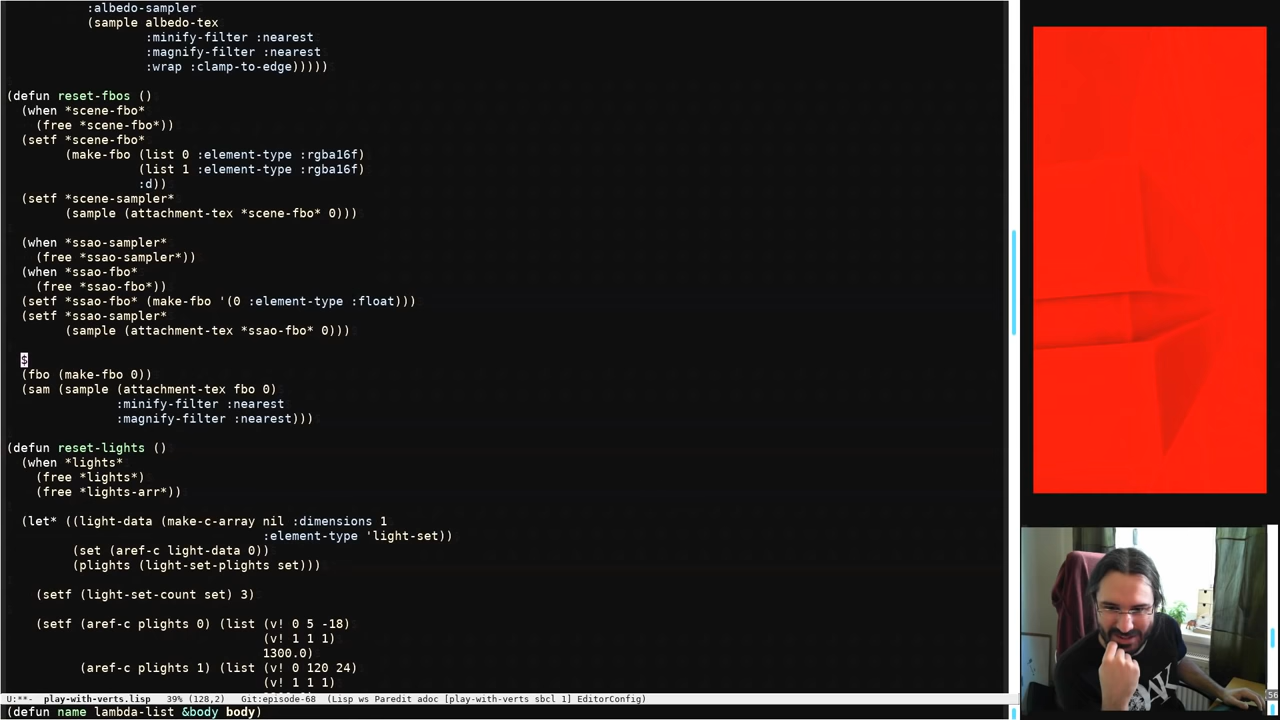 :albedo-sampler
(sample albedo-tex
:minify-filter :nearest
:magnify-filter :nearest
:wrap :clamp-to-edge)))))
(defun reset-fbos ()
(when *scene-fbo*
(free *scene-fbo*))
(setf *scene-fbo*
(make-fbo (list 0 :element-type :rgba16f)
(list 1 :element-type :rgba16f)
:d))
(setf *scene-sampler*
(sample (attachment-tex *scene-fbo* 0)))
(when *ssao-sampler*
(free *ssao-sampler*))
(when *ssao-fbo*
(free *ssao-fbo*))
(setf *ssao-fbo* (make-fbo '(0 :element-type :float)))
(setf *ssao-sampler*
(sample (attachment-tex *ssao-fbo* 0)))
$
(fbo (make-fbo 0))
(sam (sample (attachment-tex fbo 0)
:minify-filter :nearest
:magnify-filter :nearest)))
(defun reset-lights ()
(when *lights*
(free *lights*)
(free *lights-arr*))
(let* ((light-data (make-c-array nil :dimensions 1
:element-type 'light-set))
(set (aref-c light-data 0))
(plights (light-set-plights set)))
(setf (light-set-count set) 3)
(setf (aref-c plights 0) (list (v! 0 5 -18)
(v! 1 1 1)
1300.0)
(aref-c plights 1) (list (v! 0 120 24)
(v! 1 1 1)
U:**- play-with-verts.lisp 39% (128,2) Git:episode-68 (Lisp ws Paredit adoc [play-with-verts sbcl 1] EditorConfig)
(defun name lambda-list &body body)
56